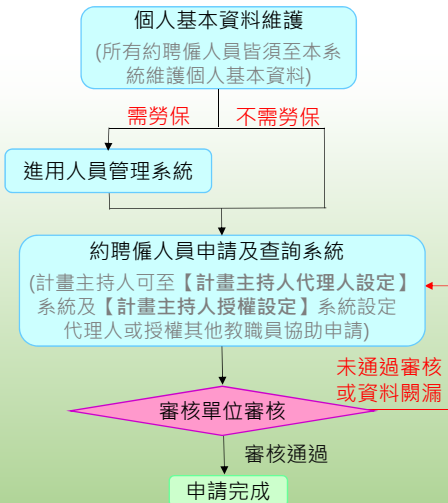 個人基本資料維護
(所有約聘僱人員皆須至本系
統維護個人基本資料)
需勞保
不需勞保
進用人員管理系統
約聘僱人員申請及查詢系統
(計畫主持人可至【計畫主持人代理人設定】
系統及【計畫主持人授權設定】系統設定
代理人或授權其他教職員協助申請)
未通過審核
或資料闕漏
審核單位審核
審核通過
申請完成